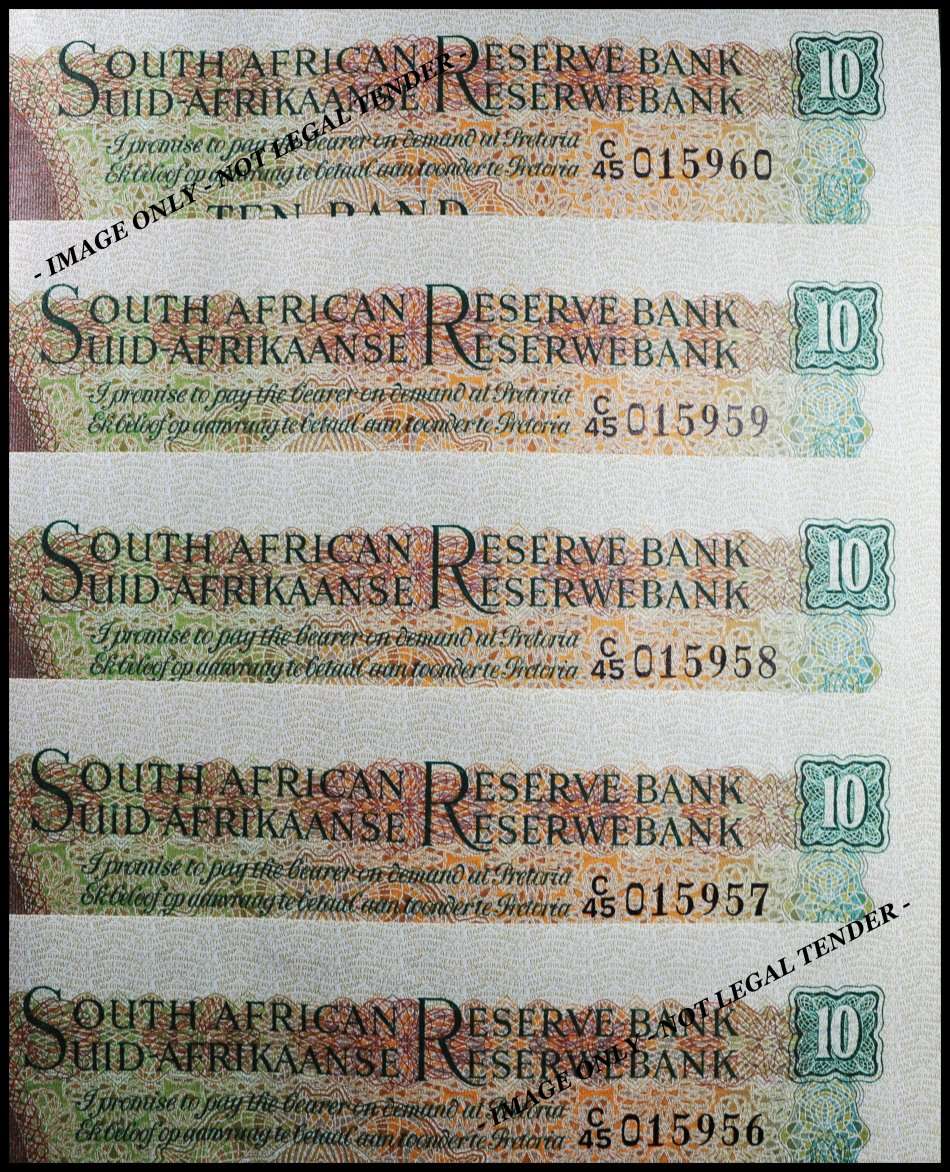 SOUTH AFRICAN RESERVE BANK 10
SUID-AFRIKAANSE RESERWEBANK
I promise to pay the bearer on demand at Pretoria
Ek beloof op aanvraag te betaal aan toonder te Pretoria
C/45 015960
TEN RAND
- IMAGE ONLY - NOT LEGAL TENDER -
SOUTH AFRICAN RESERVE BANK 10
SUID-AFRIKAANSE RESERWEBANK
I promise to pay the bearer on demand at Pretoria
Ek beloof op aanvraag te betaal aan toonder te Pretoria
C/45 015959
SOUTH AFRICAN RESERVE BANK 10
SUID-AFRIKAANSE RESERWEBANK
I promise to pay the bearer on demand at Pretoria
Ek beloof op aanvraag te betaal aan toonder te Pretoria
C/45 015958
SOUTH AFRICAN RESERVE BANK 10
SUID-AFRIKAANSE RESERWEBANK
I promise to pay the bearer on demand at Pretoria
Ek beloof op aanvraag te betaal aan toonder te Pretoria
C/45 015957
SOUTH AFRICAN RESERVE BANK 10
SUID-AFRIKAANSE RESERWEBANK
I promise to pay the bearer on demand at Pretoria
Ek beloof op aanvraag te betaal aan toonder te Pretoria
C/45 015956
- IMAGE ONLY - NOT LEGAL TENDER -